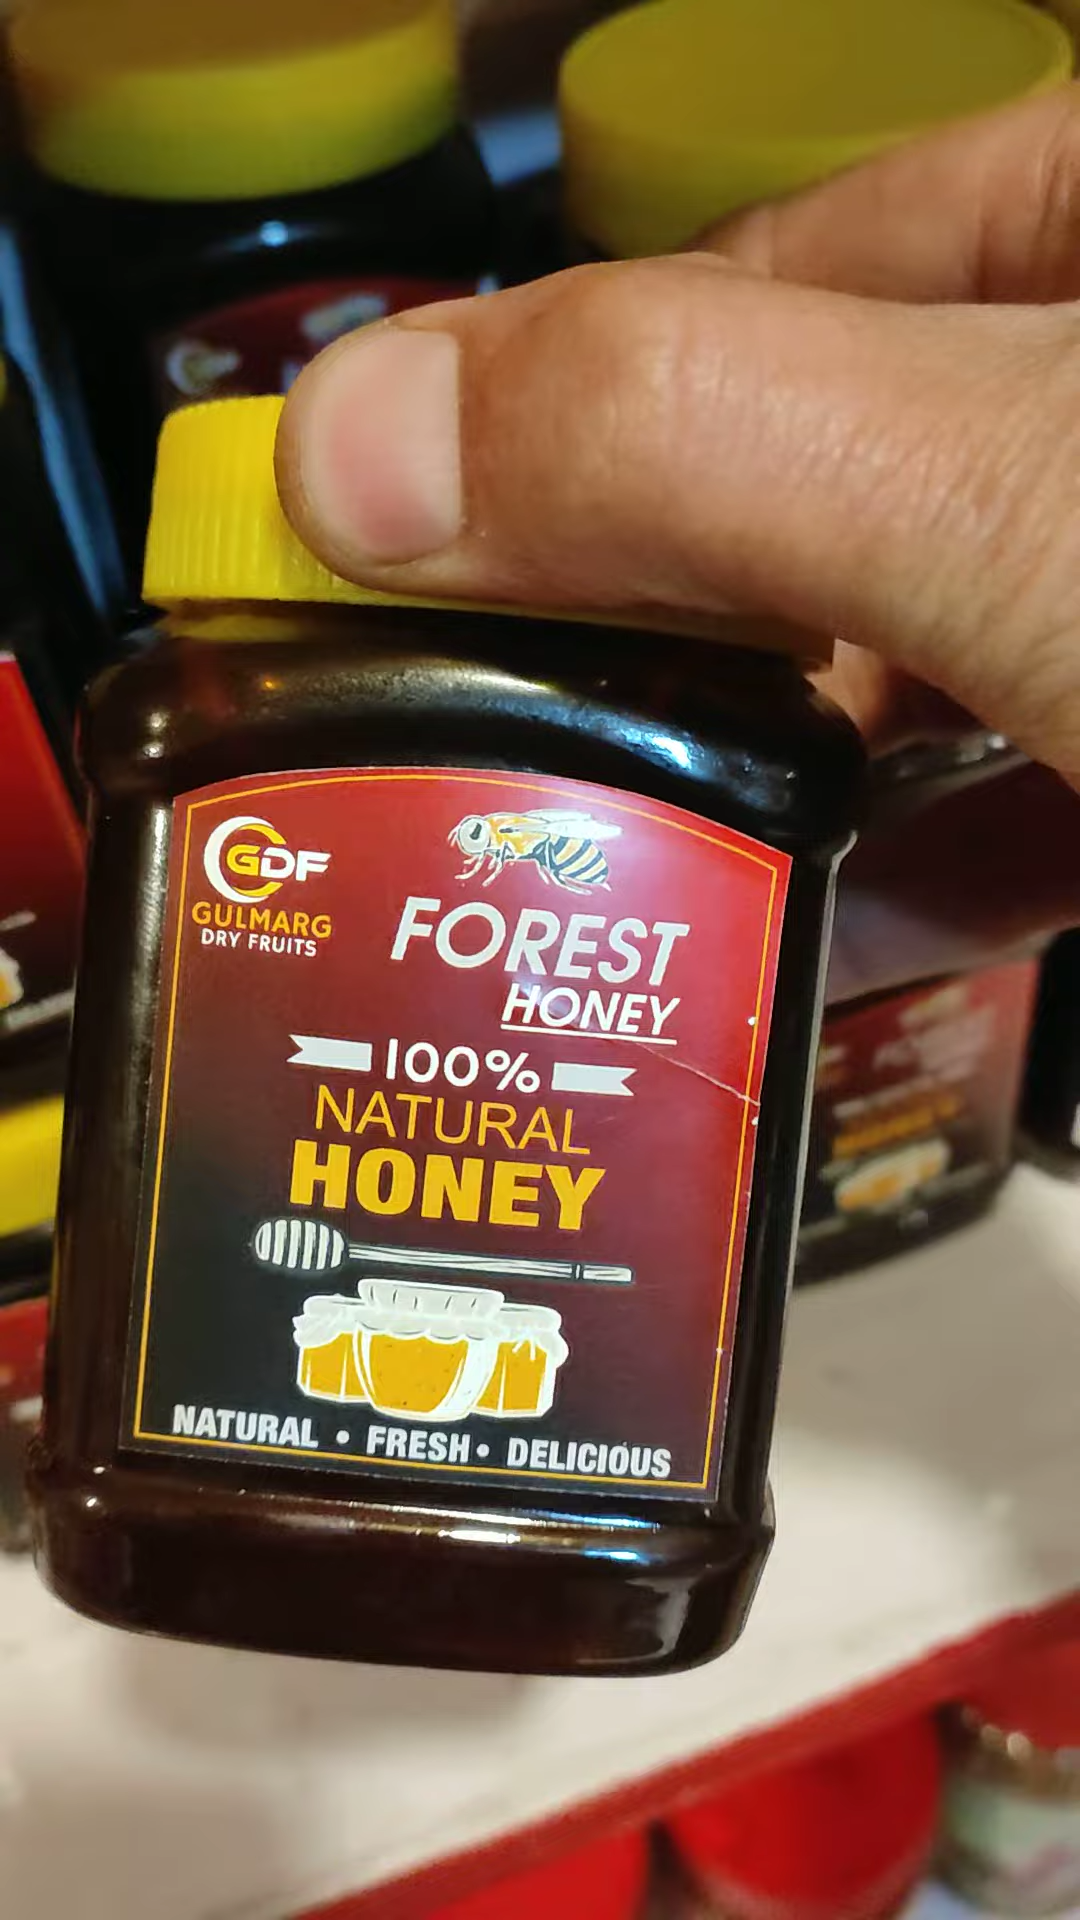 GDF
GULMARG
DRY FRUITS
FOREST
HONEY
100%
NATURAL
HONEY
NATURAL • FRESH • DELICIOUS